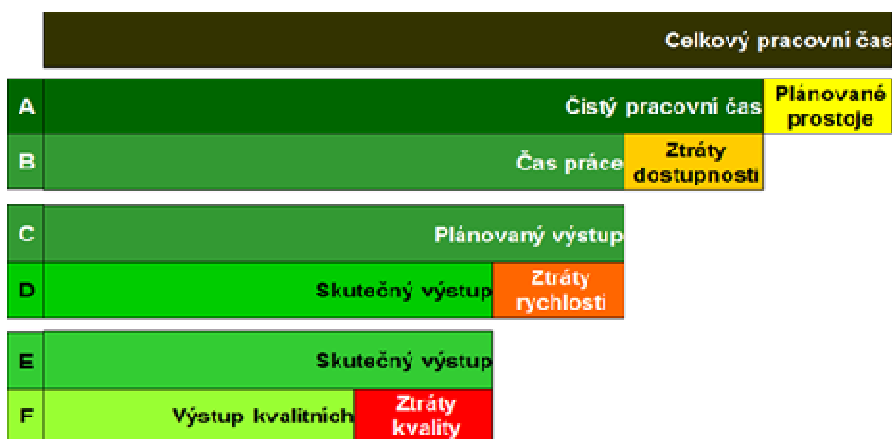 Celkový pracovní čas
A Čistý pracovní čas Plánované prostoje
B Čas práce Ztráty dostupnosti
C Plánovaný výstup
D Skutečný výstup Ztráty rychlosti
E Skutečný výstup
F Výstup kvalitních Ztráty kvality